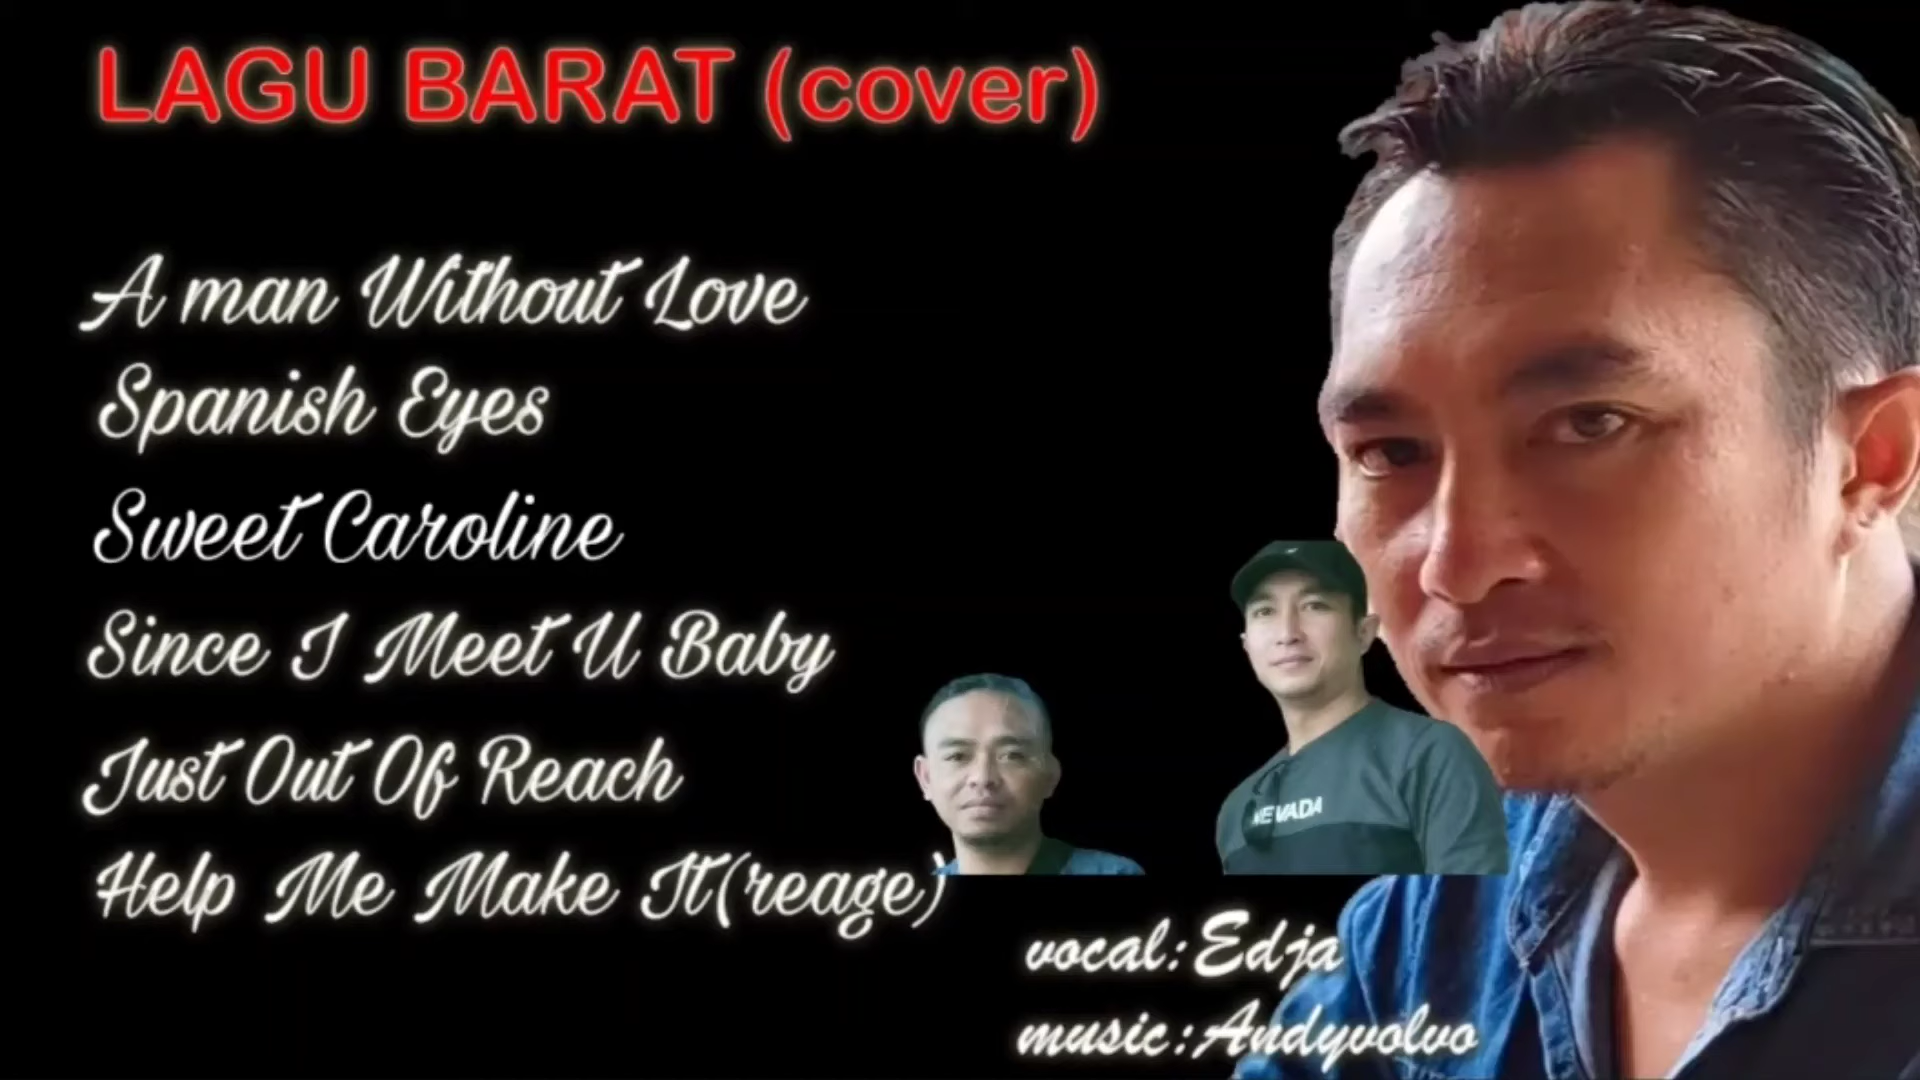 LAGU BARAT (cover)
A man Without Love
Spanish Eyes
Sweet Caroline
Since I Meet U Baby
Just Out Of Reach
Help Me Make It(reage)
NEVADA
vocal:Edja
music:Andyvolvo